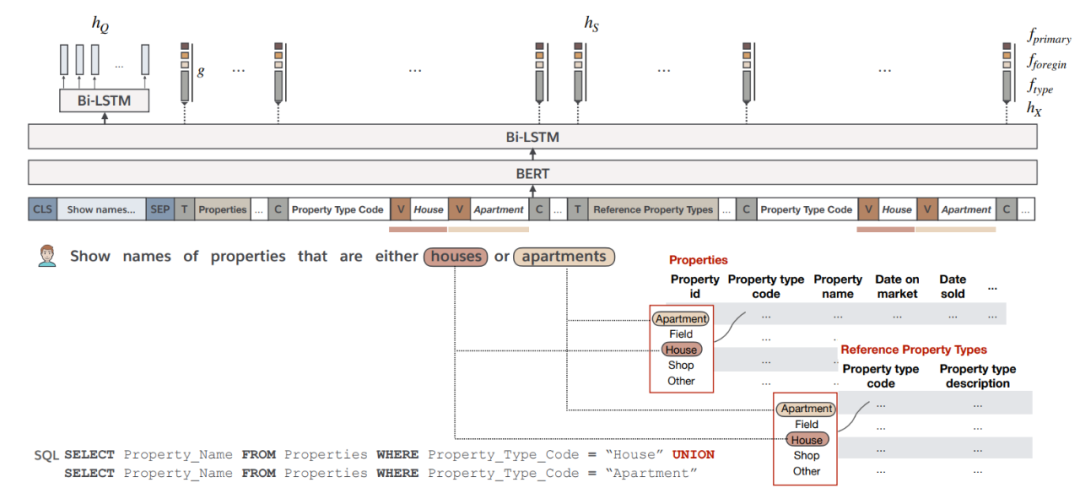 h_Q
h_S
f_primary
f_foregin
f_type
h_X
g
...
...
...
...
...
Bi-LSTM
Bi-LSTM
BERT
CLS Show names... SEP T Properties ... C Property Type Code V House V Apartment C ... T Reference Property Types ... C Property Type Code V House V Apartment C ...
Show names of properties that are either houses or apartments
Properties
Property id Property type code Property name Date on market Date sold ...
Apartment ... ... ... ... ...
Field ...
House ... ...
Shop
Other ... ...
Reference Property Types
Property type code Property type description
... ...
Apartment
Field ... ...
House ... ...
Shop
Other ... ...
SQL SELECT Property_Name FROM Properties WHERE Property_Type_Code = “House” UNION
SELECT Property_Name FROM Properties WHERE Property_Type_Code = “Apartment”